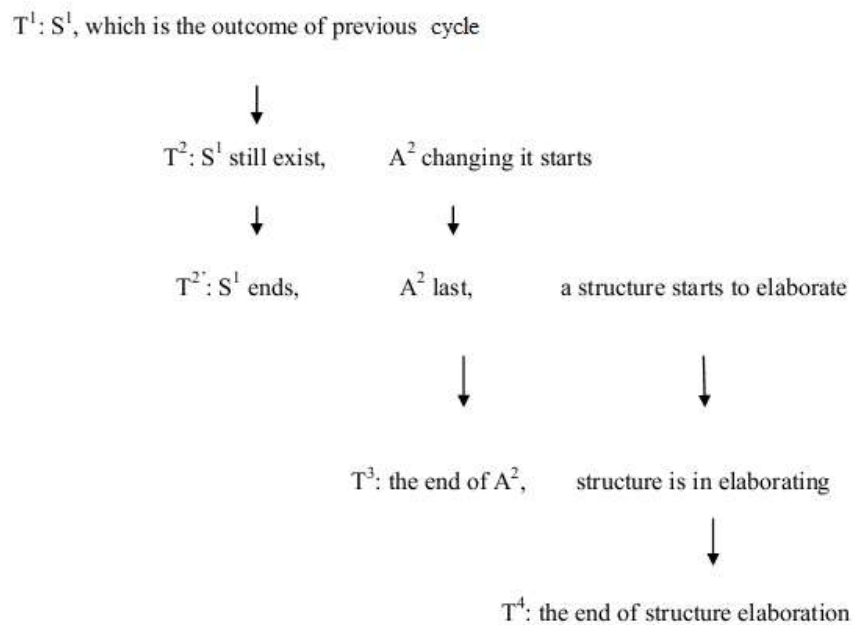 T¹: S¹, which is the outcome of previous cycle
T²: S¹ still exist, A² changing it starts
T²': S¹ ends, A² last, a structure starts to elaborate
T³: the end of A², structure is in elaborating
T⁴: the end of structure elaboration